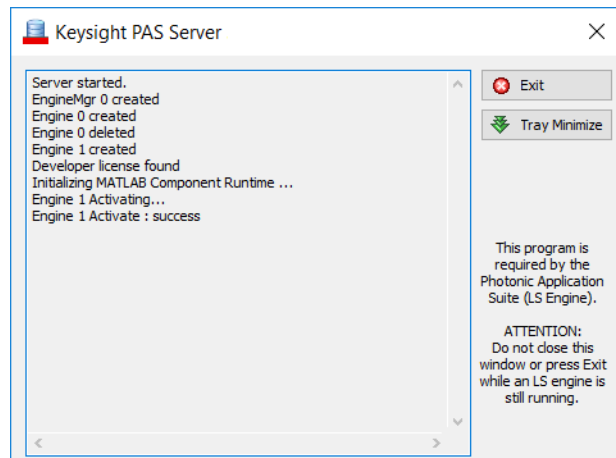 Keysight PAS Server
Server started.
EngineMgr 0 created
Engine 0 created
Engine 0 deleted
Engine 1 created
Developer license found
Initializing MATLAB Component Runtime ...
Engine 1 Activating...
Engine 1 Activate : success
Exit
Tray Minimize
This program is
required by the
Photonic Application
Suite (LS Engine).
ATTENTION:
Do not close this
window or press Exit
while an LS engine is
still running.